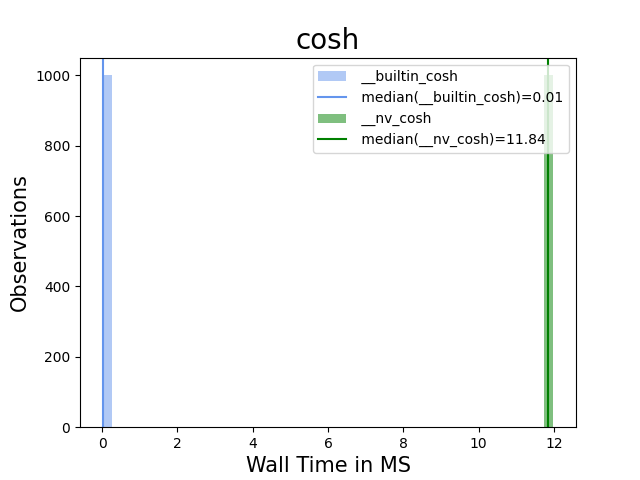 cosh
1000
800
600
400
200
0
Observations
__builtin_cosh
median(__builtin_cosh)=0.01
__nv_cosh
median(__nv_cosh)=11.84
0 2 4 6 8 10 12
Wall Time in MS